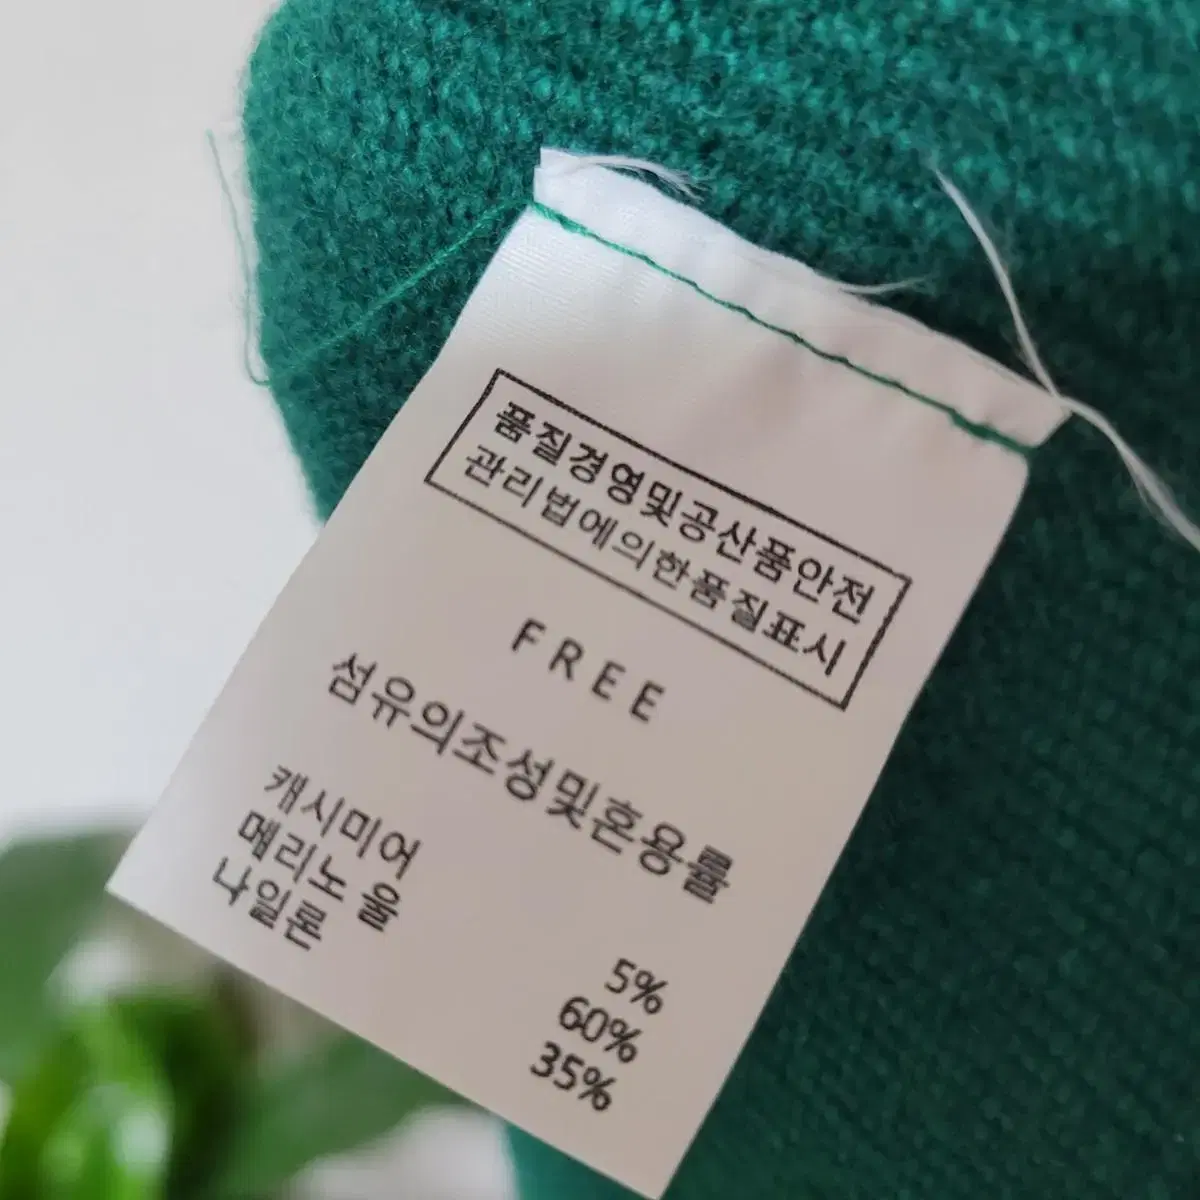 품질경영및공산품안전
관리법에의한품질표시
FREE
섬유의조성및혼용률
캐시미어 5%
메리노 울 60%
나일론 35%